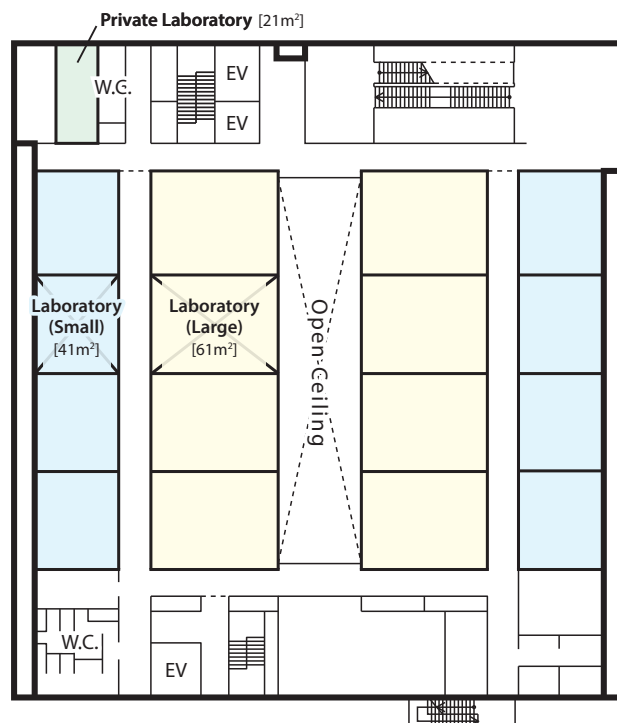 Private Laboratory [21m²]
W.C.
EV
EV
Laboratory
(Small)
[41m²]
Laboratory
(Large)
[61m²]
Open Ceiling
W.C.
EV